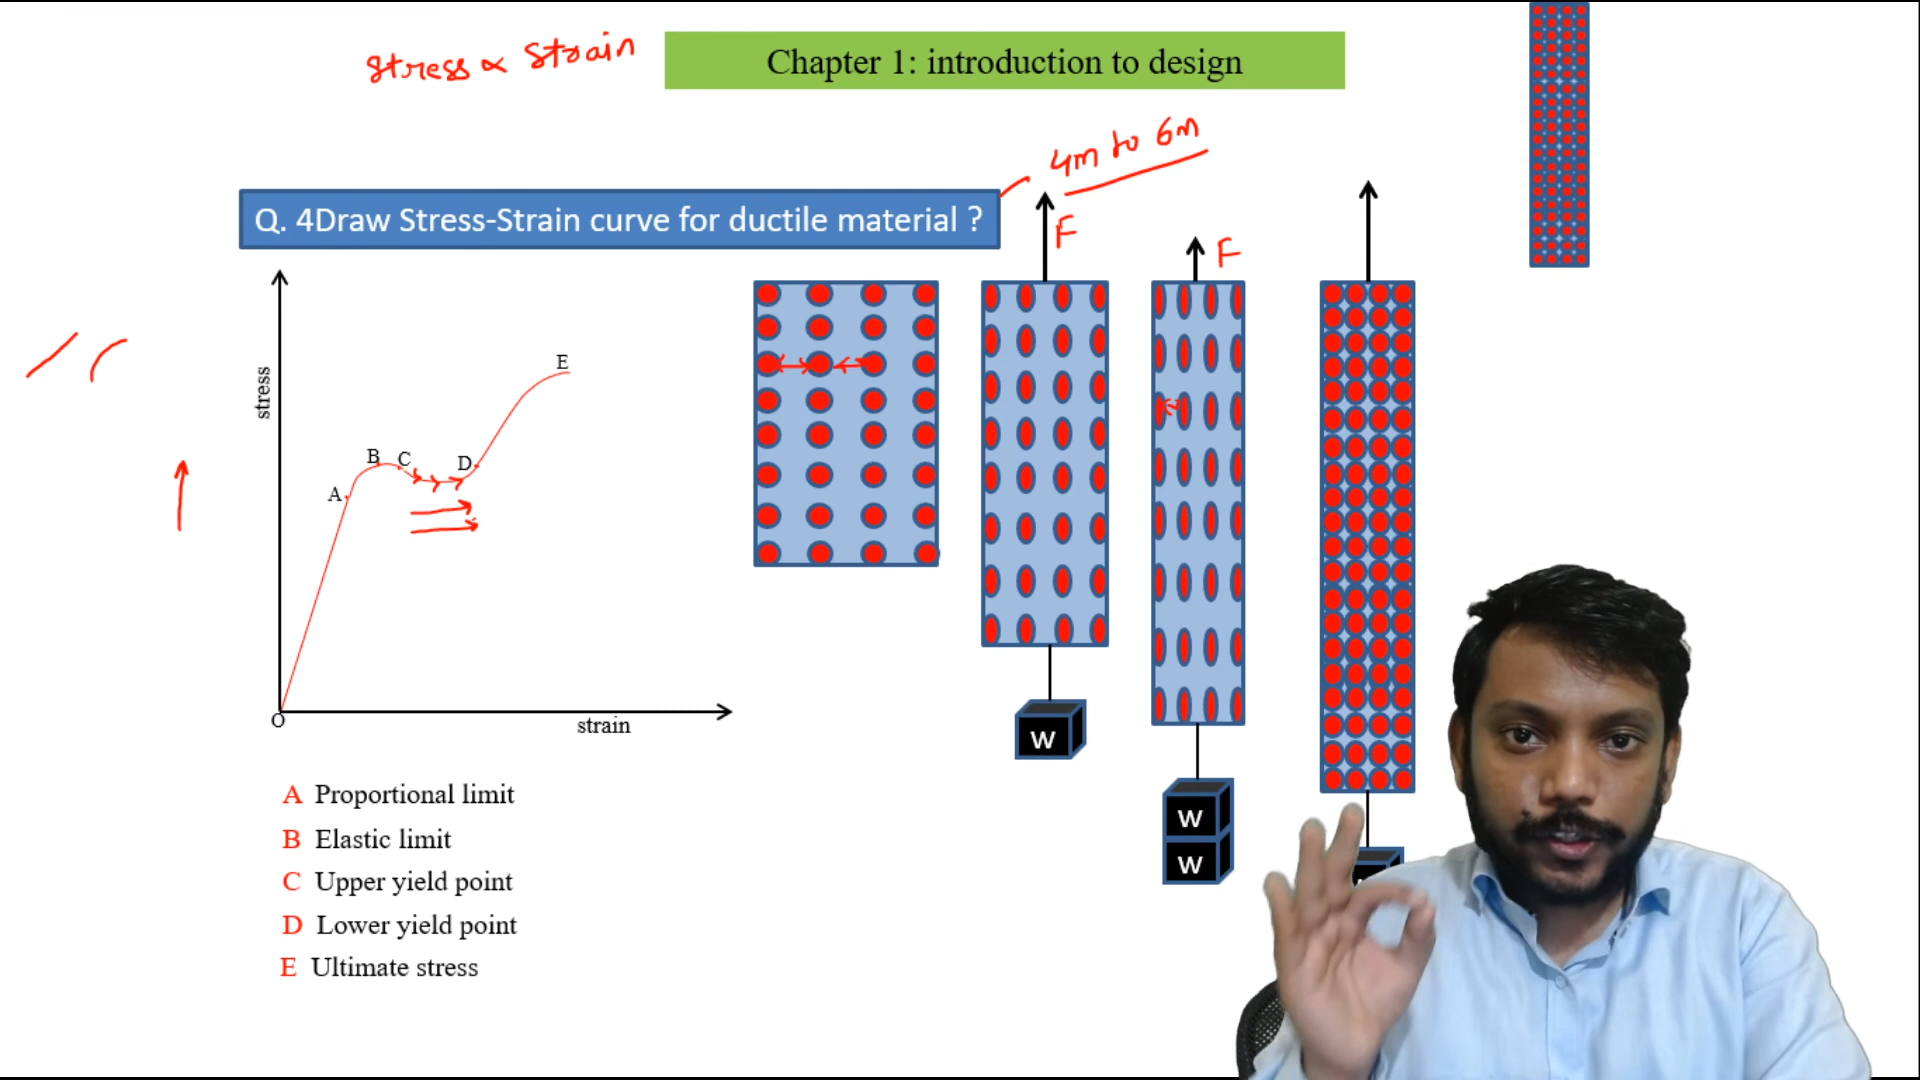 stress ∝ strain
Chapter 1: introduction to design
4m to 6m
Q. 4Draw Stress-Strain curve for ductile material ?
F
F
E
stress
B C D
A
O
strain
W
W
W
A Proportional limit
B Elastic limit
C Upper yield point
D Lower yield point
E Ultimate stress